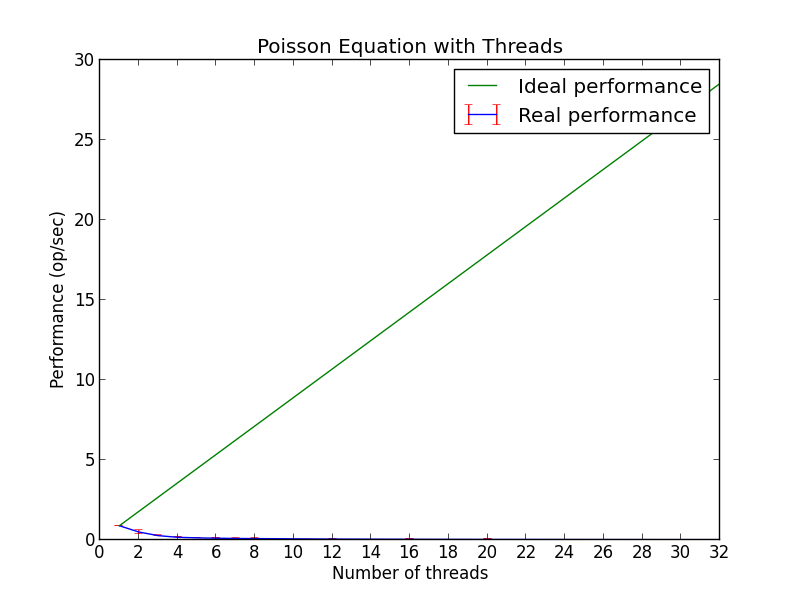 Poisson Equation with Threads
Ideal performance
Real performance
Performance (op/sec)
30
25
20
15
10
5
0
0 2 4 6 8 10 12 14 16 18 20 22 24 26 28 30 32
Number of threads